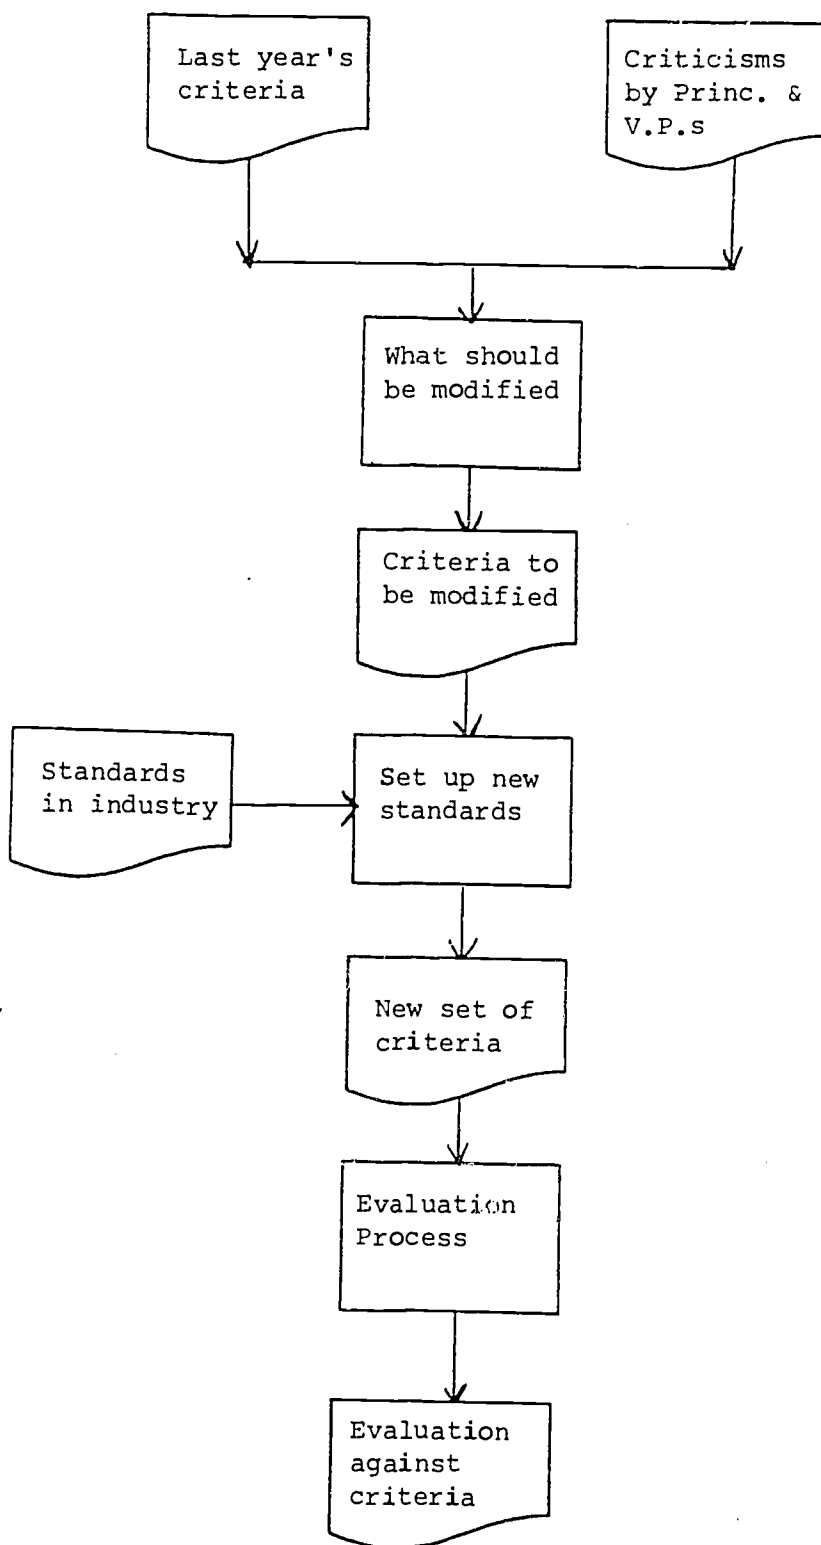 Last year's
criteria
Criticisms
by Princ. &
V.P.s
What should
be modified
Criteria to
be modified
Standards
in industry
Set up new
standards
New set of
criteria
Evaluation
Process
Evaluation
against
criteria